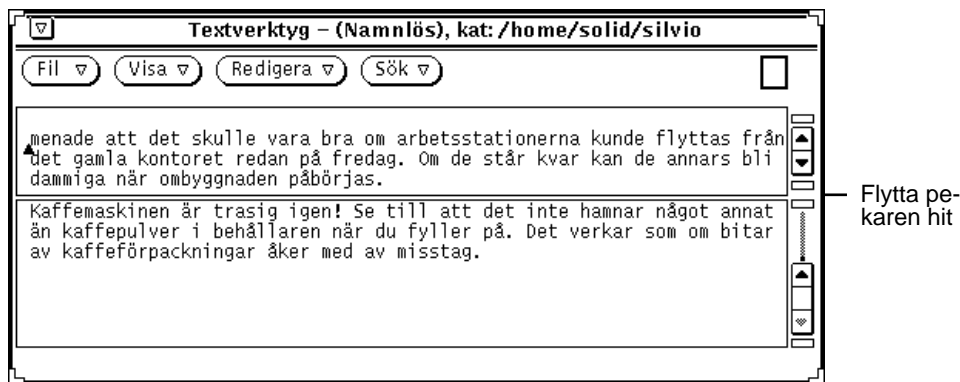 Textverktyg – (Namnlös), kat: /home/solid/silvio
Fil Visa Redigera Sök
menade att det skulle vara bra om arbetsstationerna kunde flyttas från
det gamla kontoret redan på fredag. Om de står kvar kan de annars bli
dammiga när ombyggnaden påbörjas.
Flytta pe-
karen hit
Kaffemaskinen är trasig igen! Se till att det inte hamnar något annat
än kaffepulver i behållaren när du fyller på. Det verkar som om bitar
av kaffeförpackningar åker med av misstag.